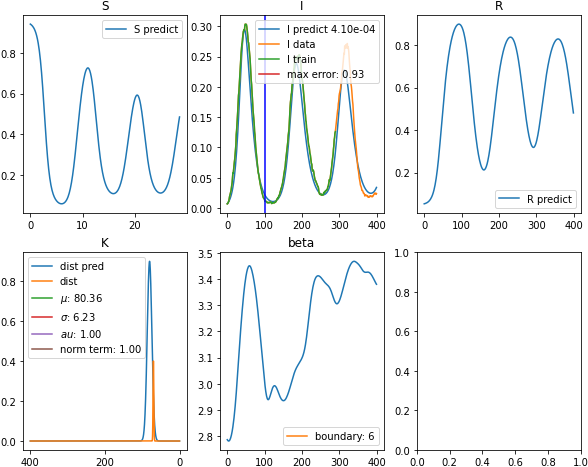 S
I
R
S predict
I predict 4.10e-04
I data
I train
max error: 0.93
R predict
0.8
0.6
0.4
0.2
0 10 20
0.30
0.25
0.20
0.15
0.10
0.05
0.00
0 100 200 300 400
0.8
0.6
0.4
0.2
0 100 200 300 400
K
beta
dist pred
dist
μ: 80.36
σ: 6.23
au: 1.00
norm term: 1.00
boundary: 6
0.8
0.6
0.4
0.2
0.0
400 200 0
3.5
3.4
3.3
3.2
3.1
3.0
2.9
2.8
0 100 200 300 400
1.0
0.8
0.6
0.4
0.2
0.0
0.0 0.2 0.4 0.6 0.8 1.0